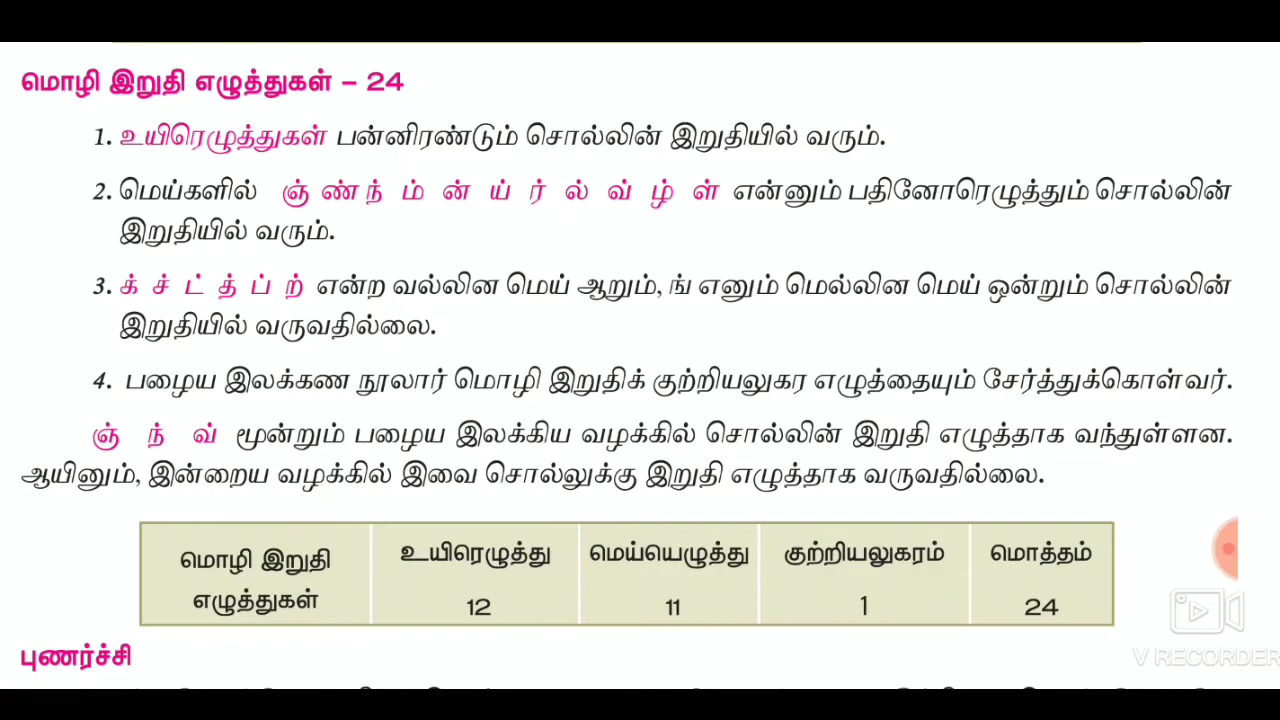 மொழி இறுதி எழுத்துகள் – 24
1. உயிரெழுத்துகள் பன்னிரண்டும் சொல்லின் இறுதியில் வரும்.
2. மெய்களில் ஞ் ண் ந் ம் ன் ய் ர் ல் வ் ழ் ள் என்னும் பதினோரெழுத்தும் சொல்லின்
இறுதியில் வரும்.
3. க் ச் ட் த் ப் ற் என்ற வல்லின மெய் ஆறும், ங் எனும் மெல்லின மெய் ஒன்றும் சொல்லின்
இறுதியில் வருவதில்லை.
4. பழைய இலக்கண நூலார் மொழி இறுதிக் குற்றியலுகர எழுத்தையும் சேர்த்துக்கொள்வர்.
ஞ் ந் வ் மூன்றும் பழைய இலக்கிய வழக்கில் சொல்லின் இறுதி எழுத்தாக வந்துள்ளன.
ஆயினும், இன்றைய வழக்கில் இவை சொல்லுக்கு இறுதி எழுத்தாக வருவதில்லை.
மொழி இறுதி எழுத்துகள் உயிரெழுத்து மெய்யெழுத்து குற்றியலுகரம் மொத்தம்
12 11 1 24
புணர்ச்சி
V RECORDER